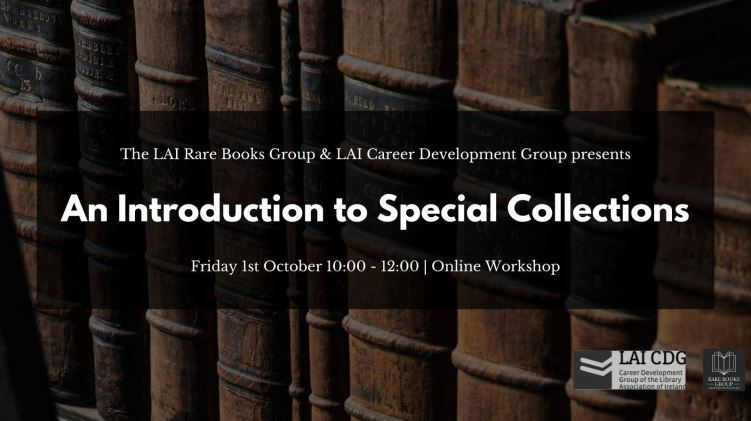 The LAI Rare Books Group & LAI Career Development Group presents
An Introduction to Special Collections
Friday 1st October 10:00 - 12:00 | Online Workshop
LAI CDG
Career Development
Group of the Library
Association of Ireland
RARE BOOKS
GROUP